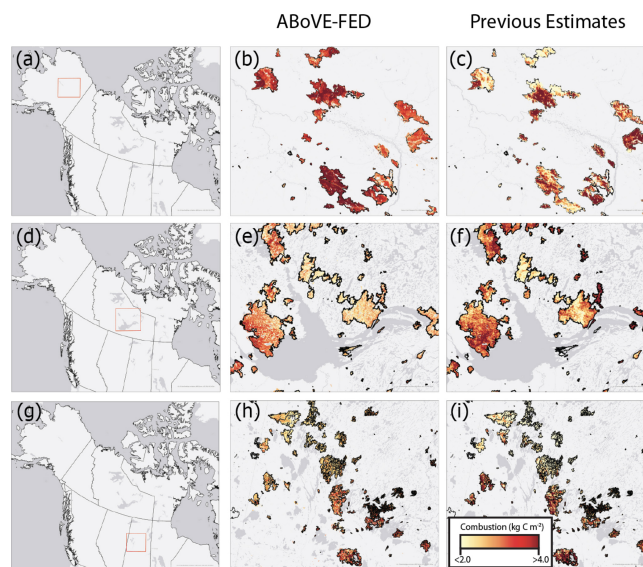 ABoVE-FED Previous Estimates
(a) (b) (c)
(d) (e) (f)
(g) (h) (i)
Combustion (kg C m⁻²)
<2.0 >4.0